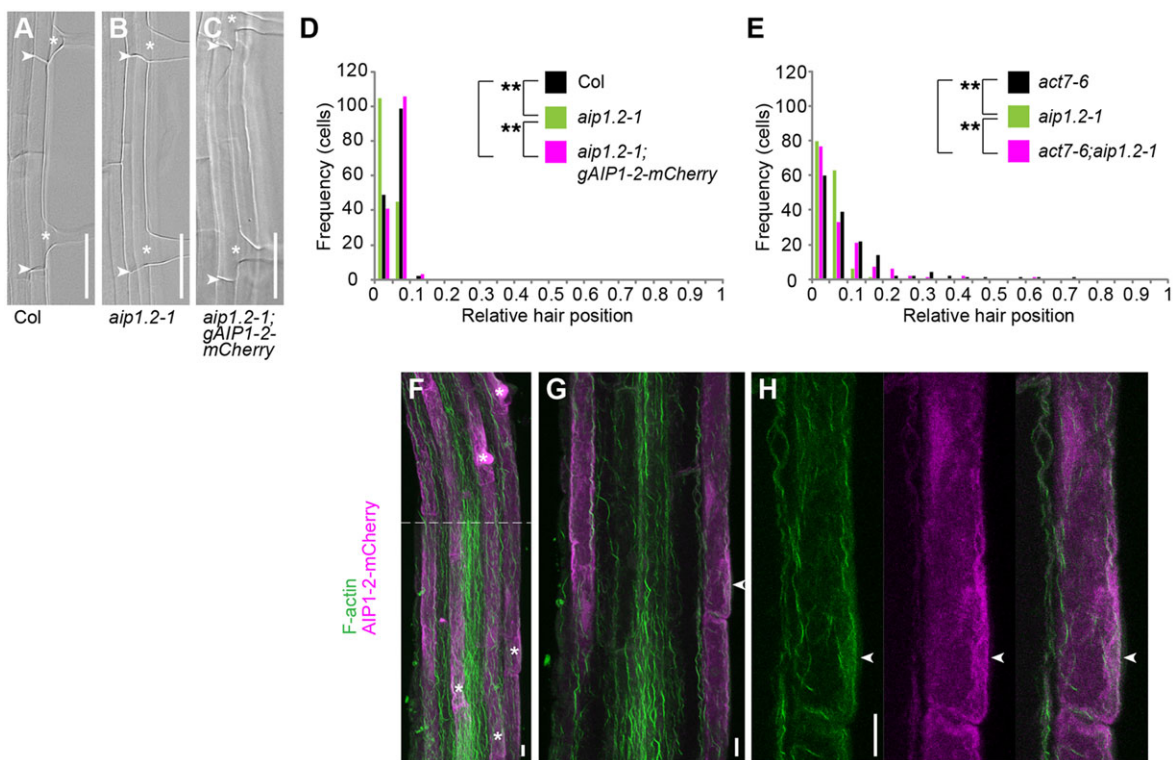 A
B
C
* 
*
*
*
*
*
Col
aip1.2-1
aip1.2-1;
gAIP1-2-
mCherry
D
Frequency (cells)
120
100
80
60
40
20
0
0 0.1 0.2 0.3 0.4 0.5 0.6 0.7 0.8 0.9 1
Relative hair position
** Col
aip1.2-1
** aip1.2-1;
gAIP1-2-mCherry
E
Frequency (cells)
120
100
80
60
40
20
0
0 0.1 0.2 0.3 0.4 0.5 0.6 0.7 0.8 0.9 1
Relative hair position
** act7-6
aip1.2-1
** act7-6;aip1.2-1
F-actin
AIP1-2-mCherry
F
*
*
*
*
*
G
H